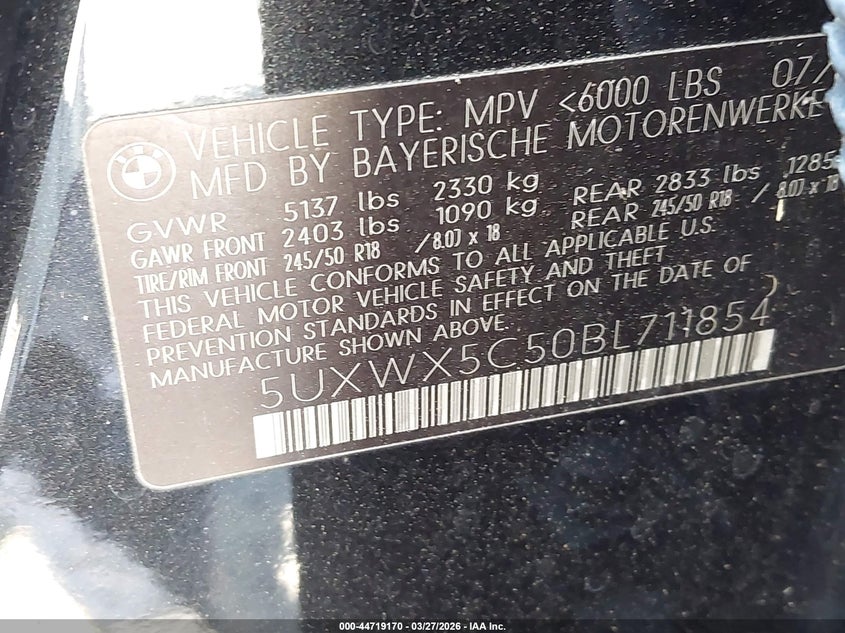 BMW
VEHICLE TYPE: MPV <6000 LBS 07/
MFD BY BAYERISCHE MOTORENWERKE
GVWR 5137 lbs 2330 kg
GAWR FRONT 2403 lbs 1090 kg REAR 2833 lbs 1285
TIRE/RIM FRONT 245/50 R18 /8.0J x 18 REAR 245/50 R18 / 8.0J x 18
THIS VEHICLE CONFORMS TO ALL APPLICABLE U.S.
FEDERAL MOTOR VEHICLE SAFETY AND THEFT
PREVENTION STANDARDS IN EFFECT ON THE DATE OF
MANUFACTURE SHOWN ABOVE.
5UXWX5C50BL711854
000-44719170 — 03/27/2026 — IAA Inc.